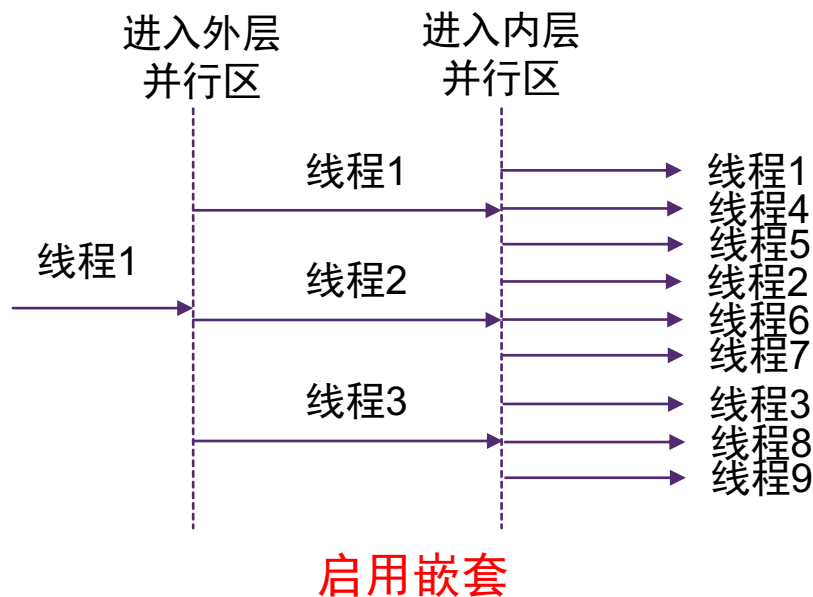 进入外层
并行区
进入内层
并行区
线程1
线程1
线程2
线程3
线程1
线程4
线程5
线程2
线程6
线程7
线程3
线程8
线程9
启用嵌套